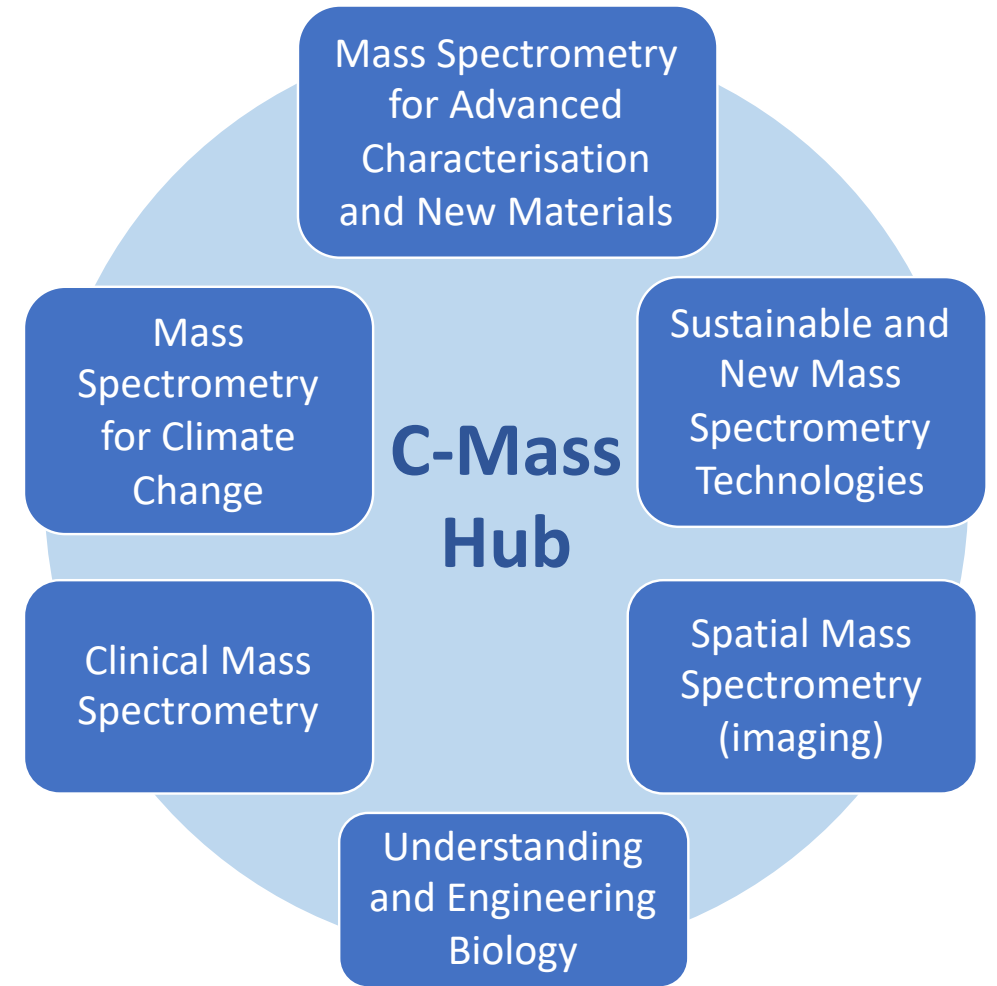 Mass Spectrometry
for Advanced
Characterisation
and New Materials
Sustainable and
New Mass
Spectrometry
Technologies
Spatial Mass
Spectrometry
(imaging)
Understanding
and Engineering
Biology
Clinical Mass
Spectrometry
Mass
Spectrometry
for Climate
Change
C-Mass
Hub